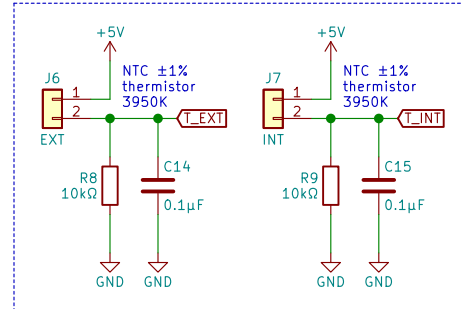 +5V
J6
NTC ±1%
thermistor
3950K
1
2
T_EXT
EXT
R8
10kΩ
C14
0.1µF
GND
GND
+5V
J7
NTC ±1%
thermistor
3950K
1
2
T_INT
INT
R9
10kΩ
C15
0.1µF
GND
GND